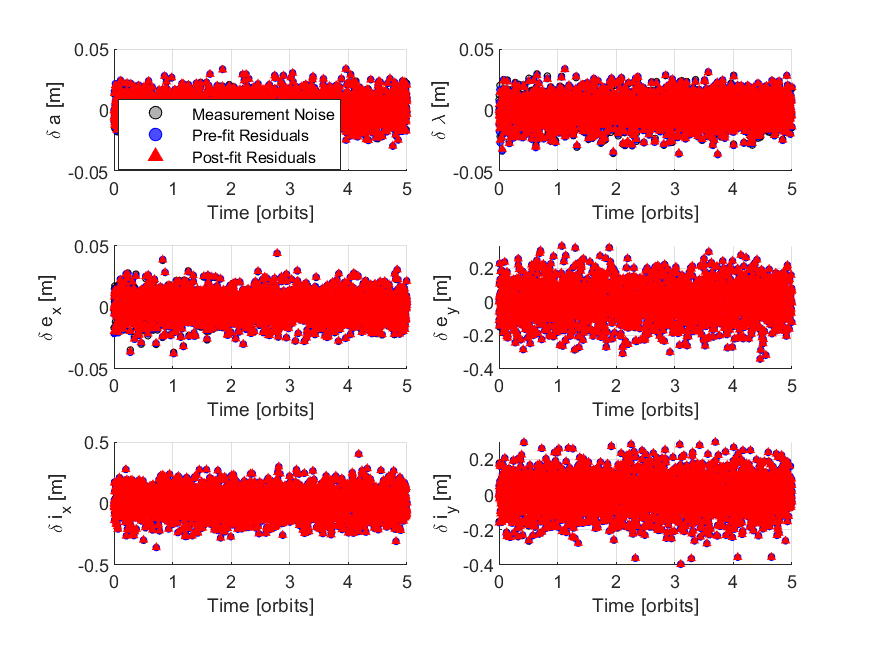 0.05
0
-0.05
δ a [m]
Measurement Noise
Pre-fit Residuals
Post-fit Residuals
0 1 2 3 4 5
Time [orbits]
0.05
0
-0.05
δ λ [m]
0 1 2 3 4 5
Time [orbits]
0.05
0
-0.05
δ e_x [m]
0 1 2 3 4 5
Time [orbits]
0.2
0
-0.2
-0.4
δ e_y [m]
0 1 2 3 4 5
Time [orbits]
0.5
0
-0.5
δ i_x [m]
0 1 2 3 4 5
Time [orbits]
0.2
0
-0.2
-0.4
δ i_y [m]
0 1 2 3 4 5
Time [orbits]